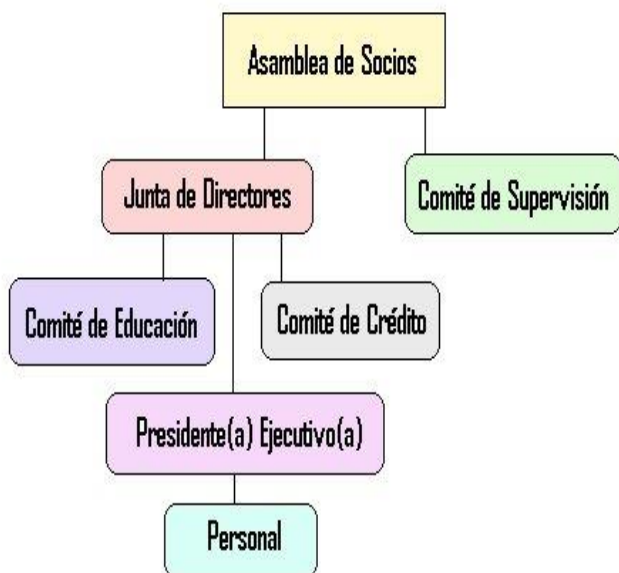 Asamblea de Socios
Junta de Directores
Comité de Supervisión
Comité de Educación
Comité de Crédito
Presidente(a) Ejecutivo(a)
Personal